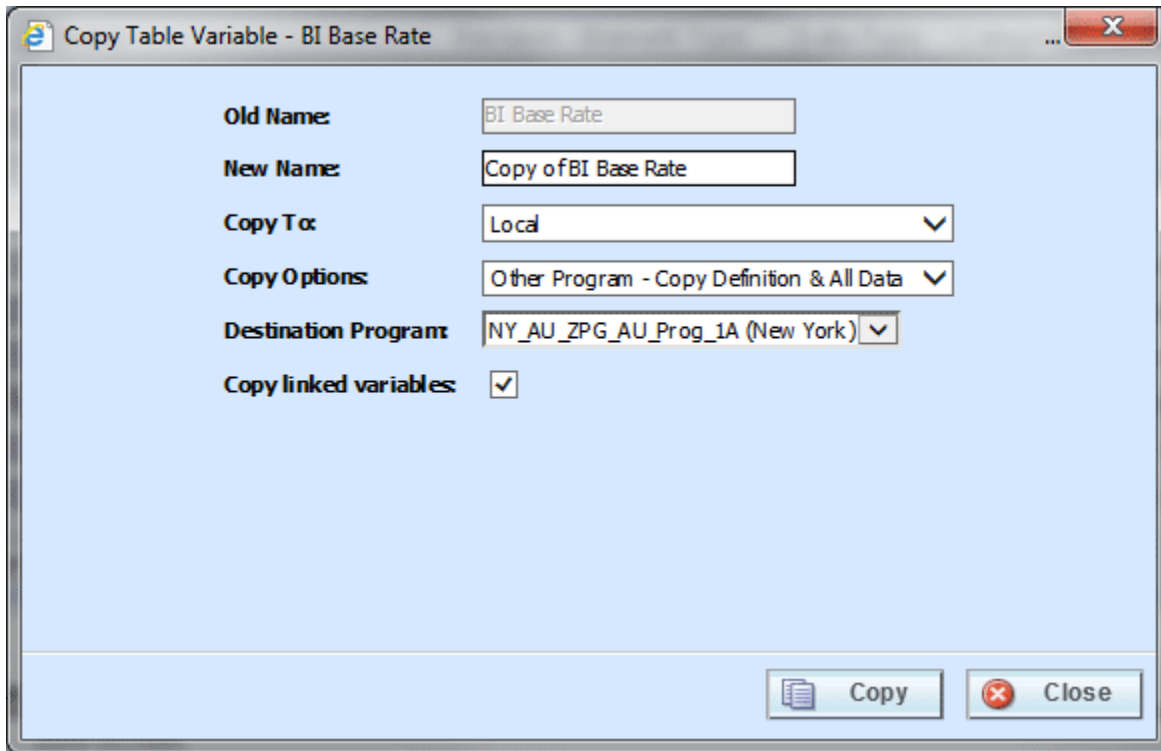 Copy Table Variable - BI Base Rate ...
Old Name: BI Base Rate
New Name: Copy of BI Base Rate
Copy To: Local
Copy Options: Other Program - Copy Definition & All Data
Destination Program: NY_AU_ZPG_AU_Prog_1A (New York)
Copy linked variables:
Copy Close